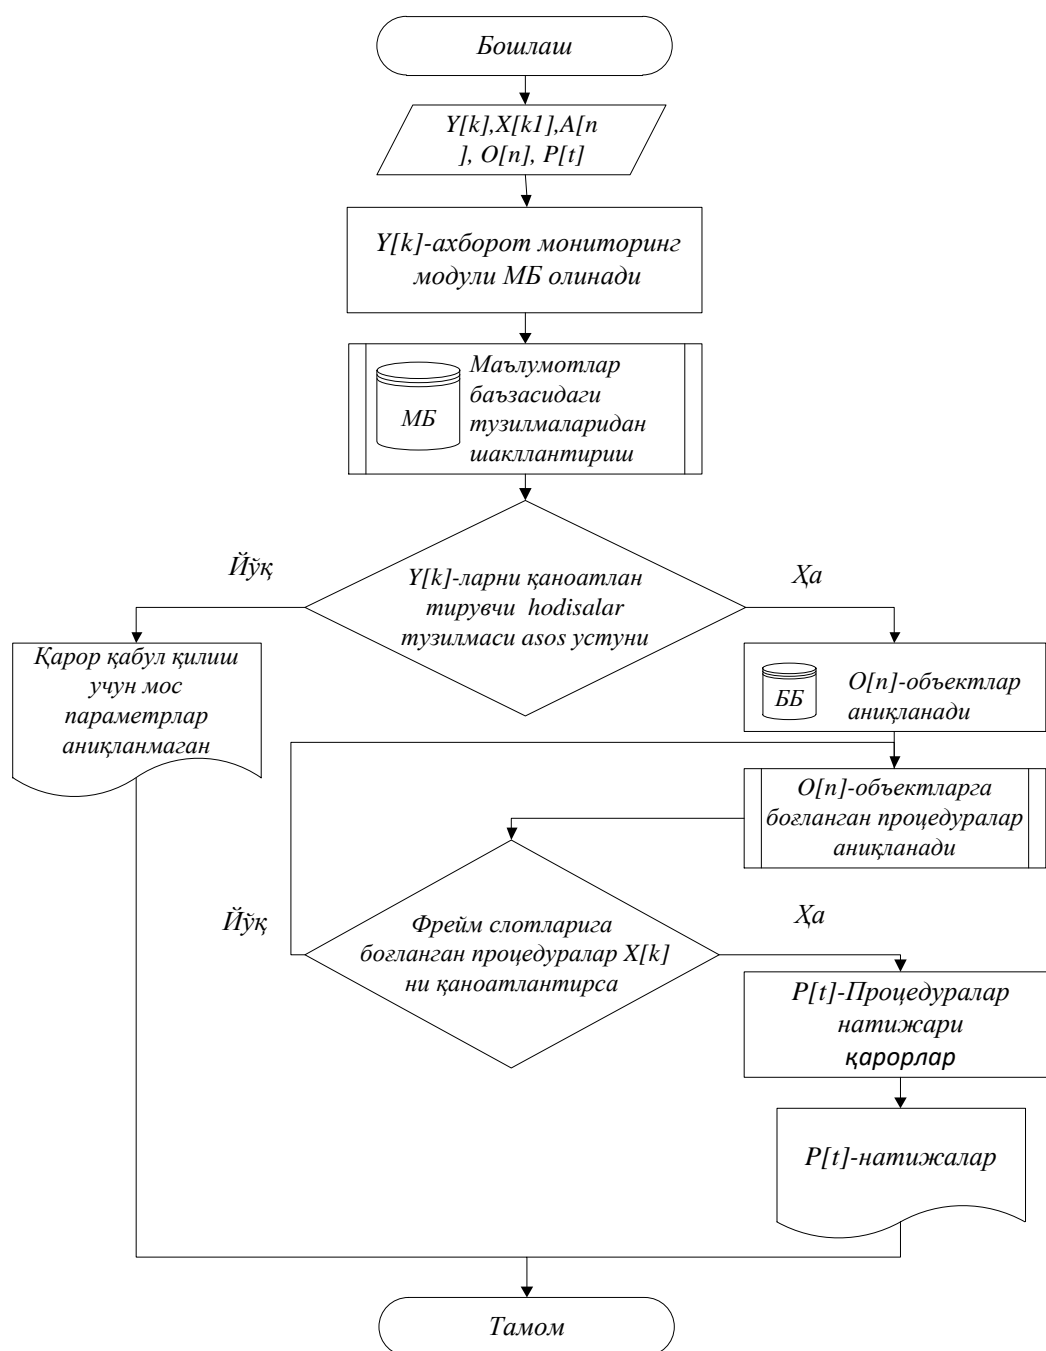 Бошлаш
Y[k],X[k1],A[n
], O[n], P[t]
Y[k]-ахборот мониторинг
модули МБ олинади
МБ
Маълумотлар
баъзасидаги
тузилмаларидан
шакллантириш
Йўқ
Ҳа
Y[k]-ларни қаноатлан
тирувчи hodisalar
тузилмаси asos устуни
Қарор қабул қилиш
учун мос
параметрлар
аниқланмаган
ББ
O[n]-объектлар
аниқланади
O[n]-объектларга
боғланган процедуралар
аниқланади
Йўқ
Ҳа
Фрейм слотларига
боғланган процедуралар X[k]
ни қаноатлантирса
P[t]-Процедуралар
натижари
қарорлар
P[t]-натижалар
Тамом